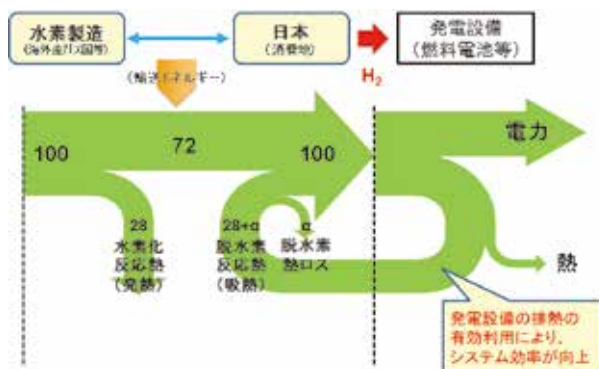 水素製造
(海外産ガス国等)
日本
(消費地)
発電設備
(燃料電池等)
H₂
(輸送エネルギー)
100
72
100
電力
28
水素化
反応熱
(発熱)
28+α
脱水素
反応熱
(吸熱)
α
脱水素
熱ロス
熱
発電設備の排熱の
有効利用により、
システム効率が向上